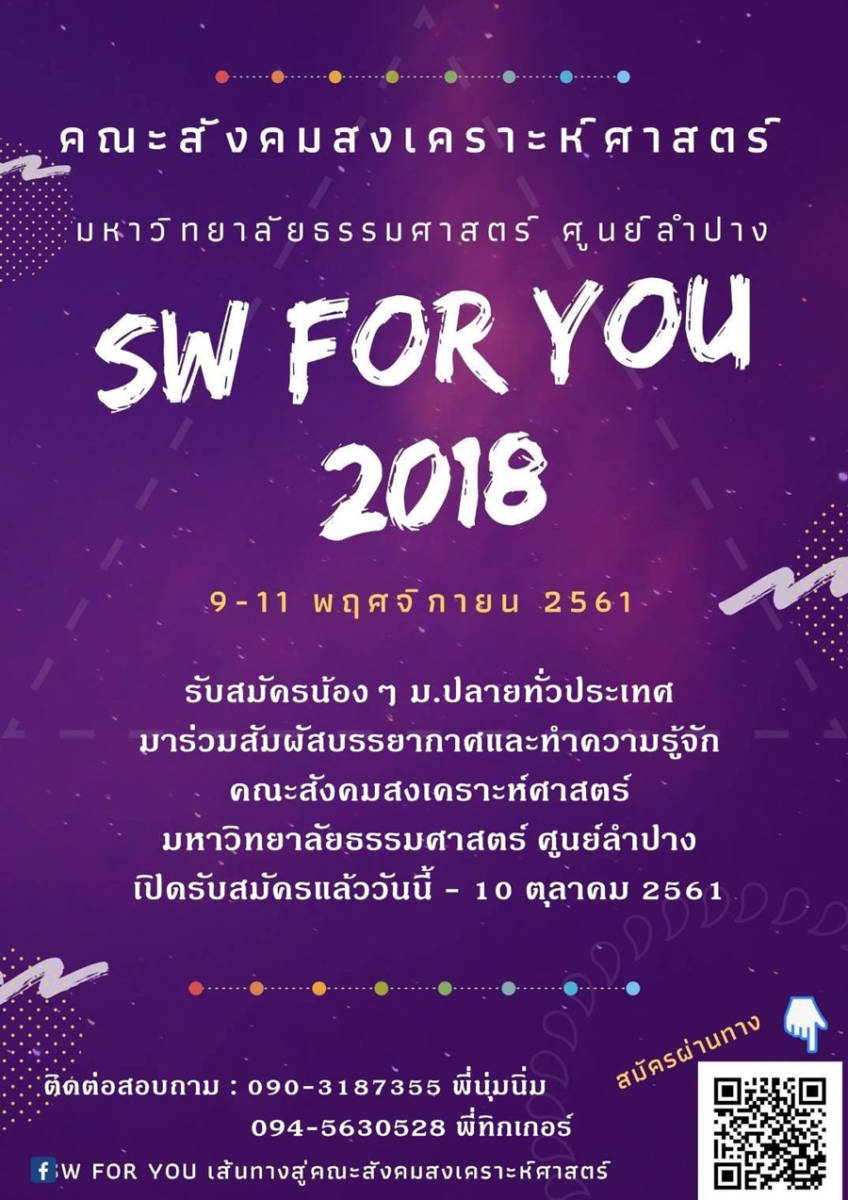 คณะสังคมสงเคราะห์ศาสตร์
มหาวิทยาลัยธรรมศาสตร์ ศูนย์ลำปาง
SW FOR YOU
2018
9-11 พฤศจิกายน 2561
รับสมัครน้อง ๆ ม.ปลายทั่วประเทศ
มาร่วมสัมผัสบรรยากาศและทำความรู้จัก
คณะสังคมสงเคราะห์ศาสตร์
มหาวิทยาลัยธรรมศาสตร์ ศูนย์ลำปาง
เปิดรับสมัครแล้ววันนี้ - 10 ตุลาคม 2561
สมัครผ่านทาง
ติดต่อสอบถาม : 090-3187355 พี่นุ่มนิ่ม
094-5630528 พี่ทิกเกอร์
SW FOR YOU เส้นทางสู่คณะสังคมสงเคราะห์ศาสตร์